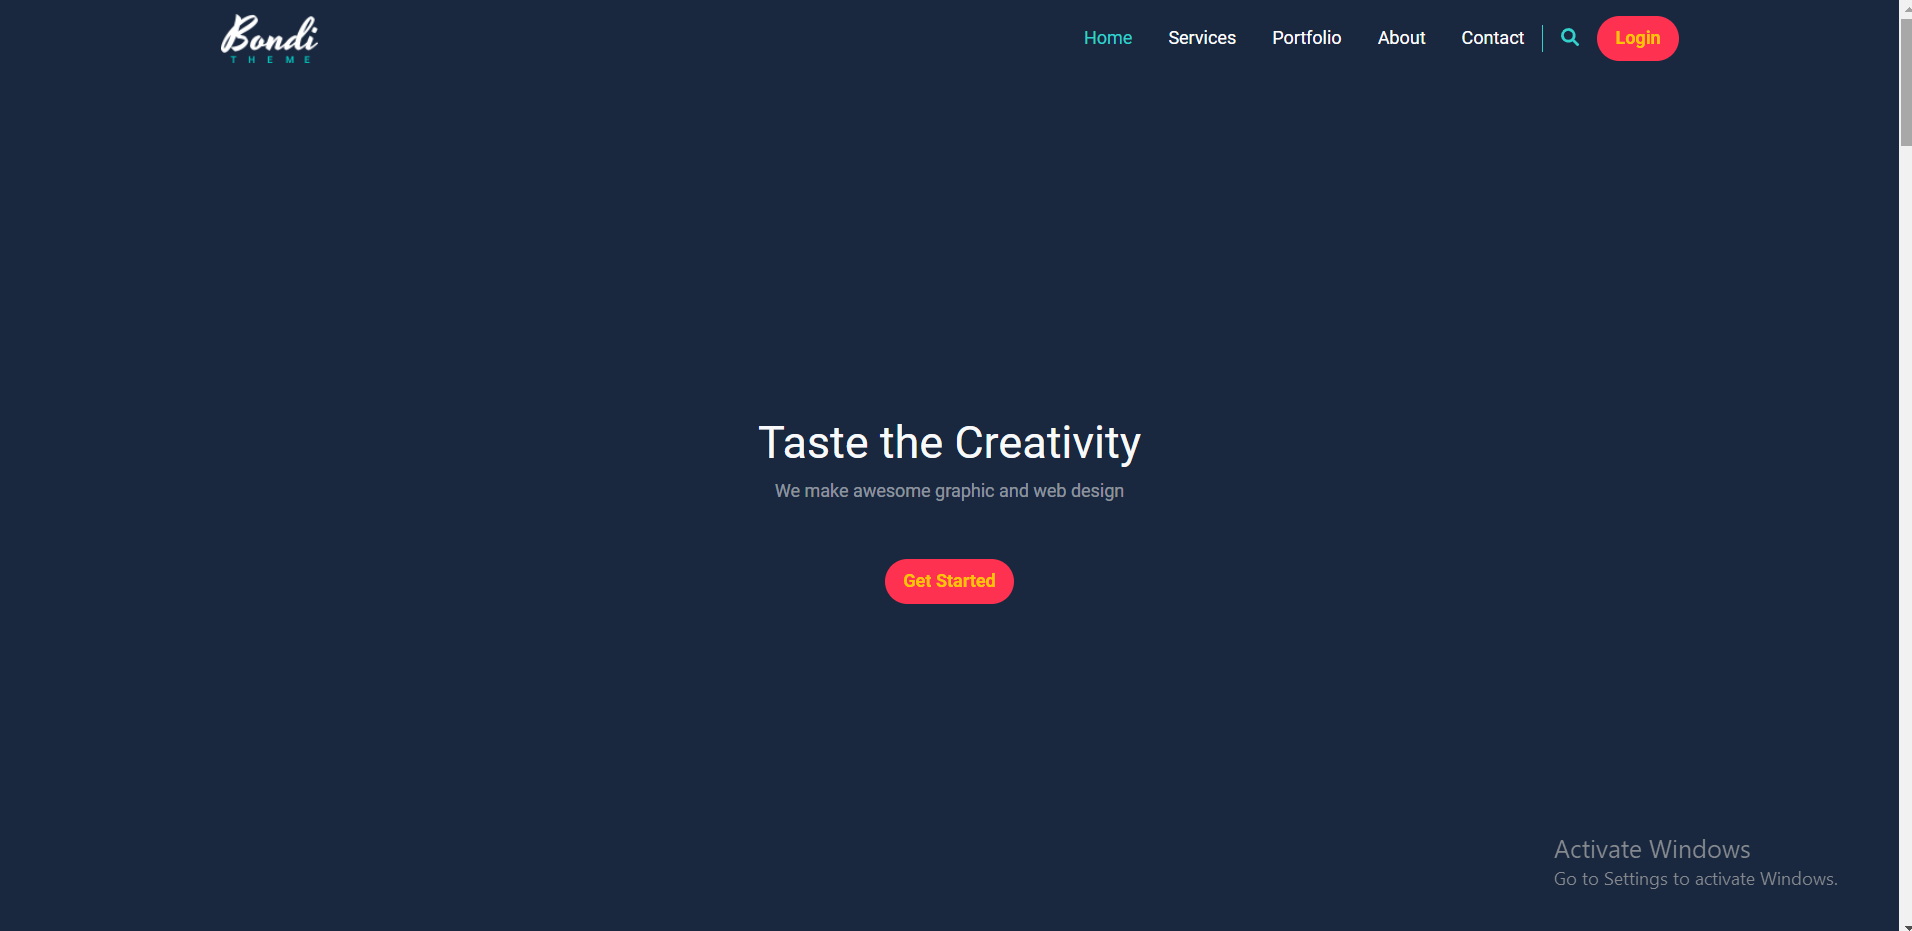 Bondi
THEME
Home Services Portfolio About Contact Login
Taste the Creativity
We make awesome graphic and web design
Get Started
Activate Windows
Go to Settings to activate Windows.